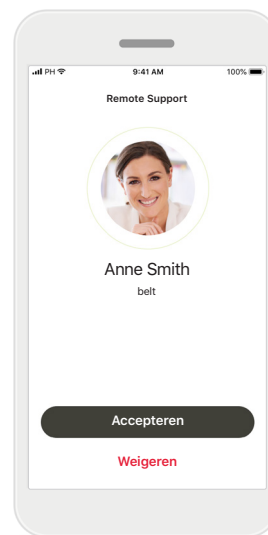 PH 9:41 AM 100%
Remote Support
Anne Smith
belt
Accepteren
Weigeren